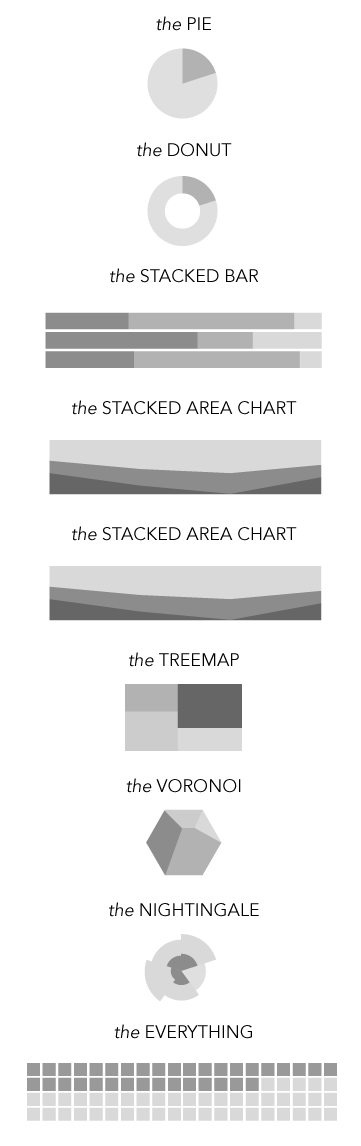 the PIE
the DONUT
the STACKED BAR
the STACKED AREA CHART
the STACKED AREA CHART
the TREEMAP
the VORONOI
the NIGHTINGALE
the EVERYTHING